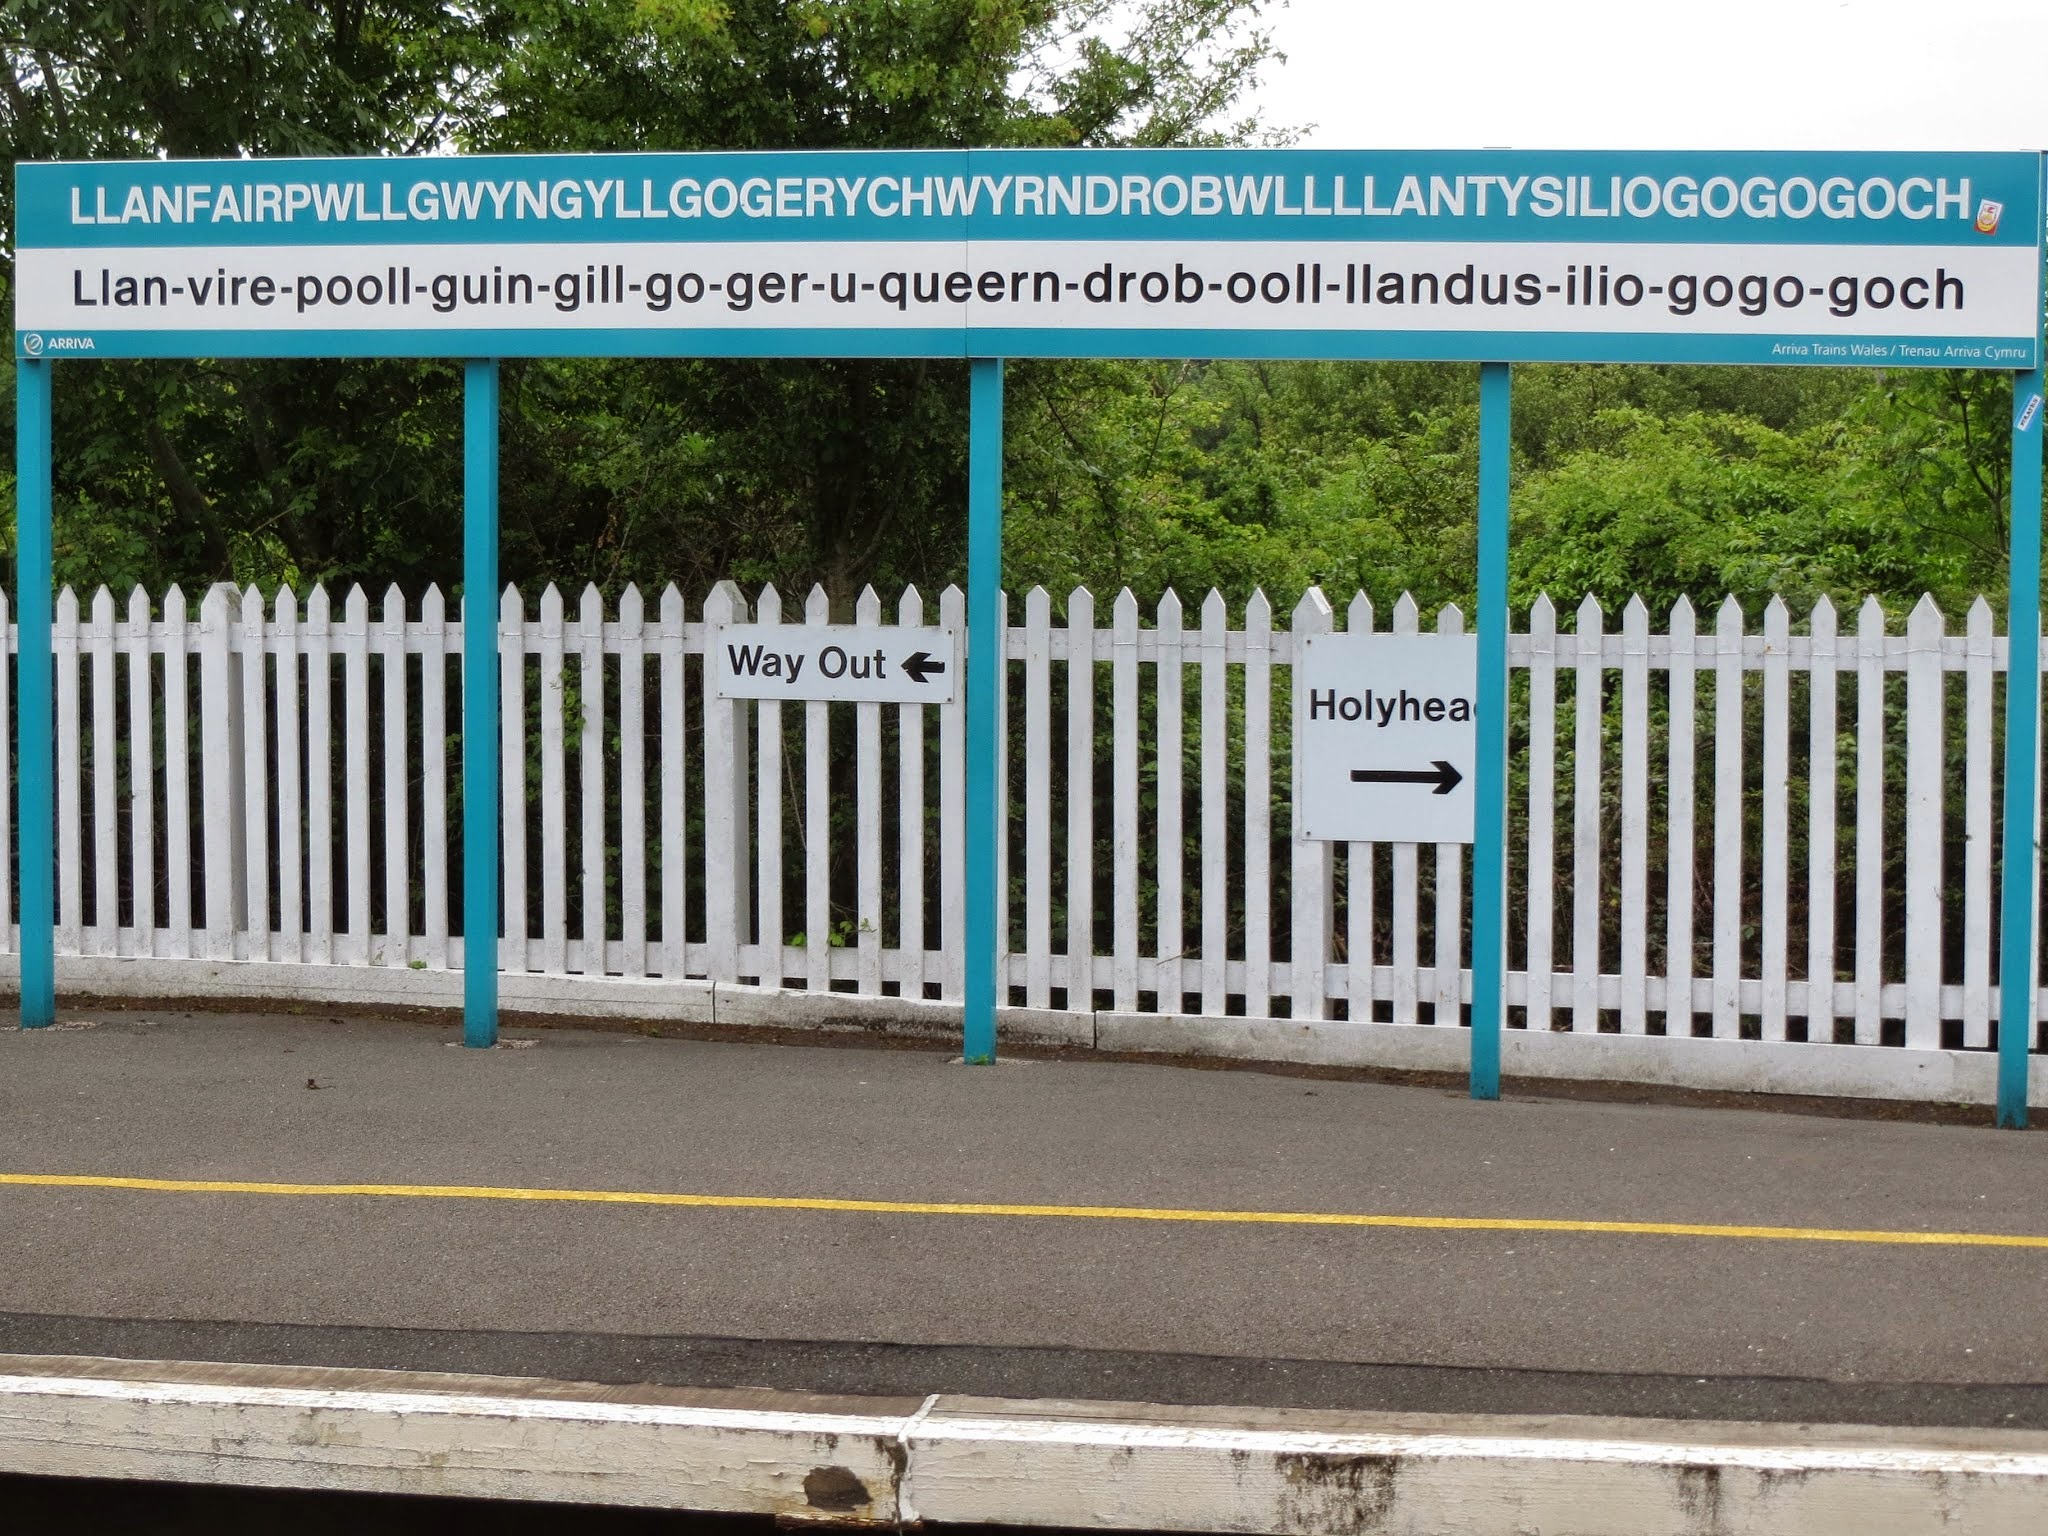 LLANFAIRPWLLGWYNGYLLGOGERYCHWYRNDROBWLLLLANTYSILIOGOGOGOCH
Llan-vire-pooll-guin-gill-go-ger-u-queern-drob-ooll-llandus-ilio-gogo-goch
ARRIVA
Arriva Trains Wales / Trenau Arriva Cymru
Way Out
Holyhead